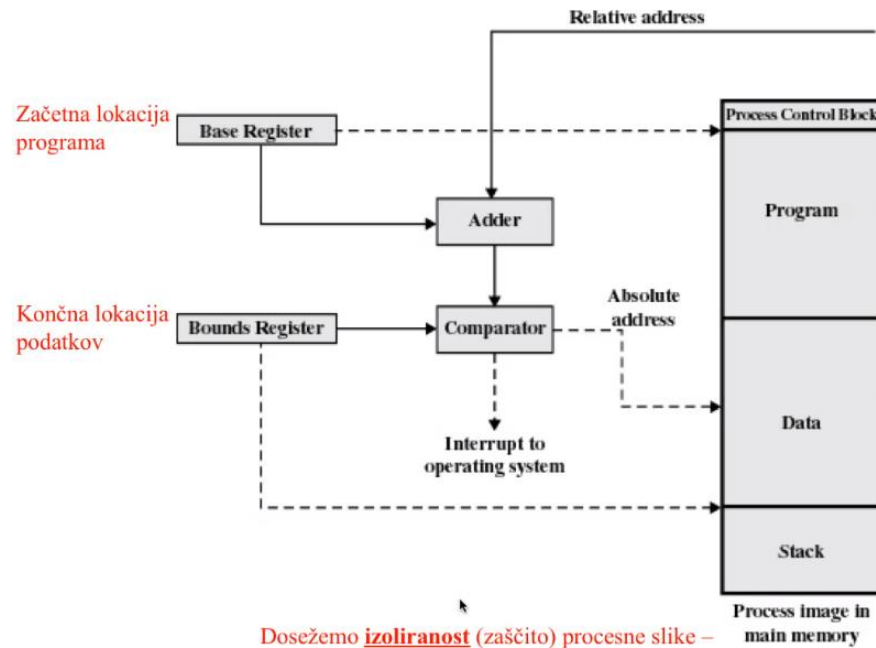 Relative address
Začetna lokacija
programa
Base Register
Process Control Block
Program
Adder
Končna lokacija
podatkov
Bounds Register
Comparator
Absolute
address
Data
Interrupt to
operating system
Stack
Process image in
main memory
Dosežemo izoliranost (zaščito) procesne slike –